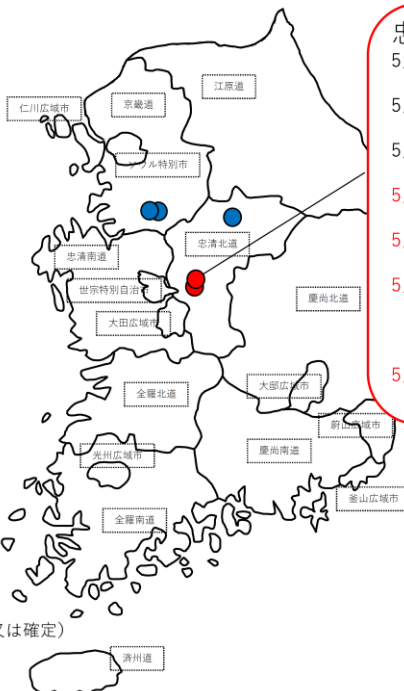 忠
5
江原道
京畿道
仁川広域市
5
5
ソウル特別市
5
忠清北道
5
忠清南道
5
世宗特別自治
慶尚北道
大田広域市
5
大邱広域市
全羅北道
蔚山広域市
慶尚南道
光州広域市
釜山広域市
全羅南道
又は確定)
済州道